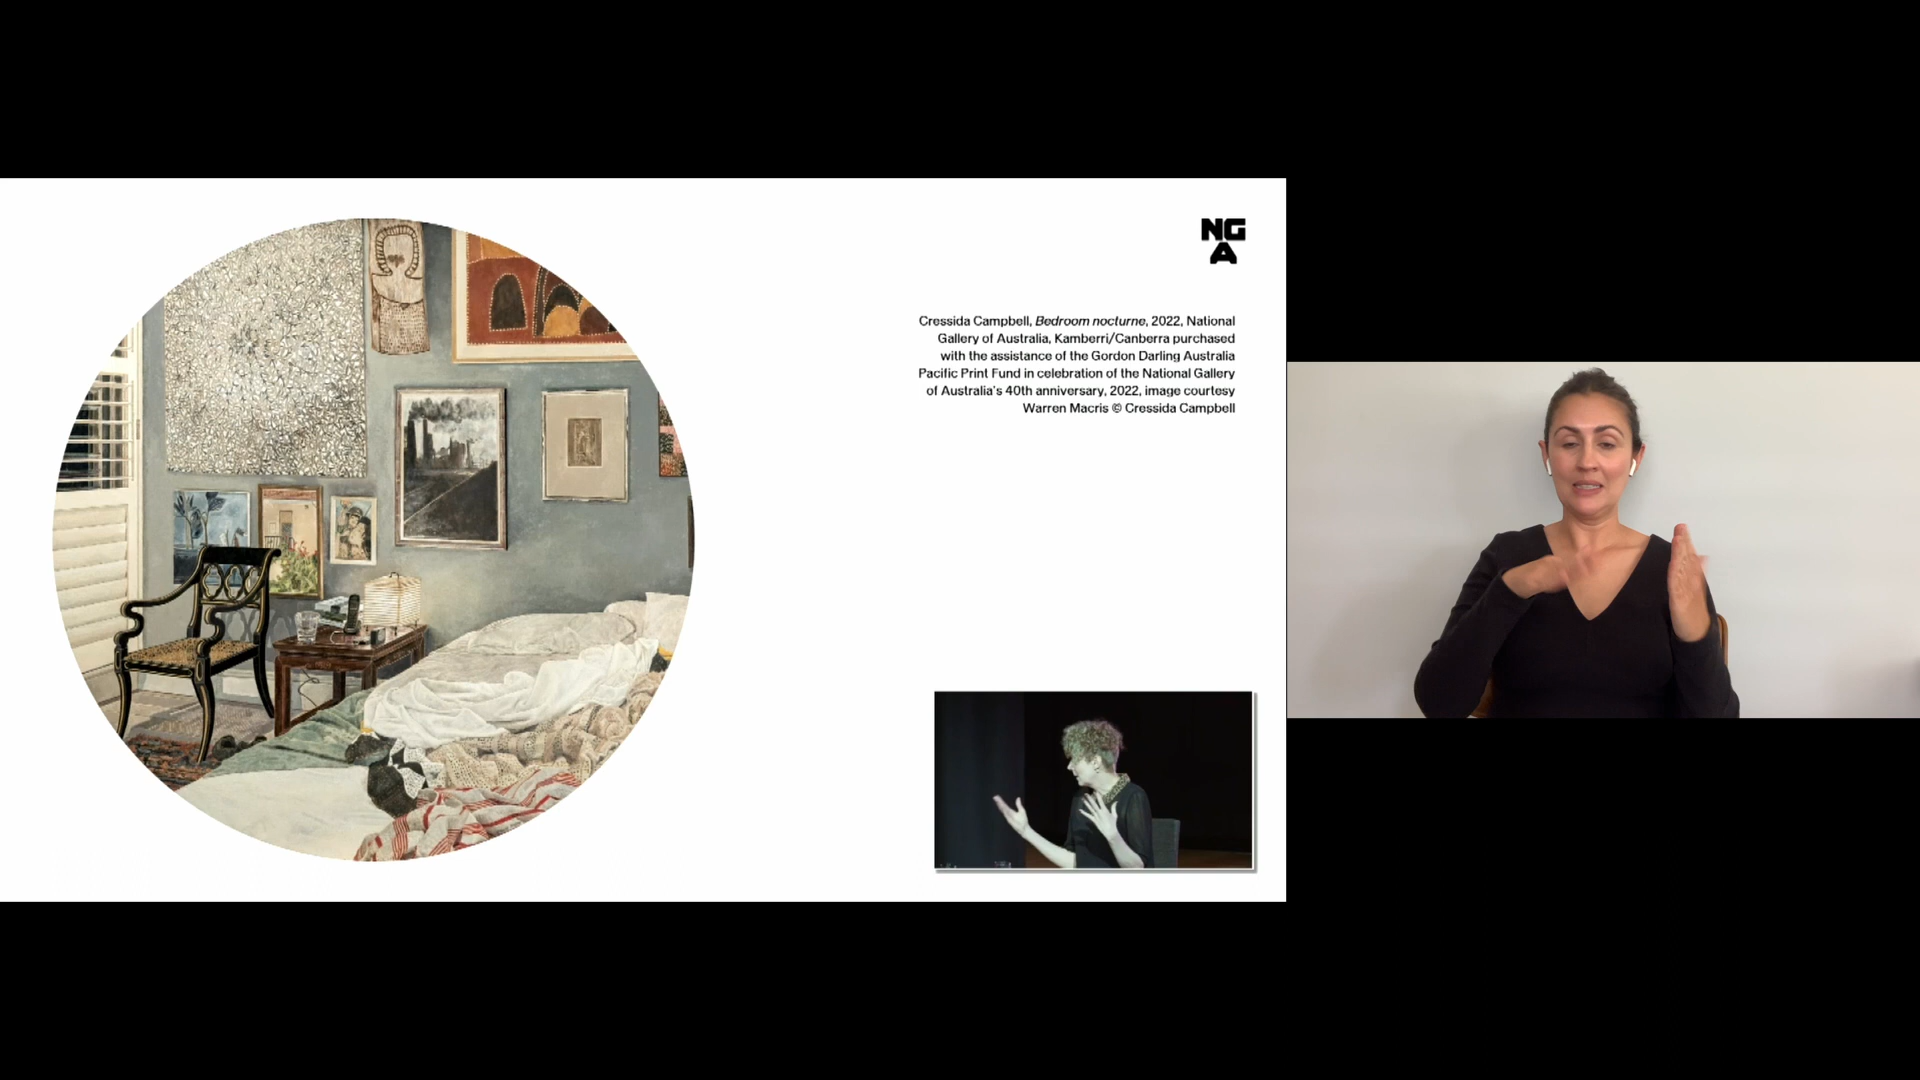 NG
A
Cressida Campbell, Bedroom nocturne, 2022, National
Gallery of Australia, Kamberri/Canberra purchased
with the assistance of the Gordon Darling Australia
Pacific Print Fund in celebration of the National Gallery
of Australia's 40th anniversary, 2022, image courtesy
Warren Macris © Cressida Campbell